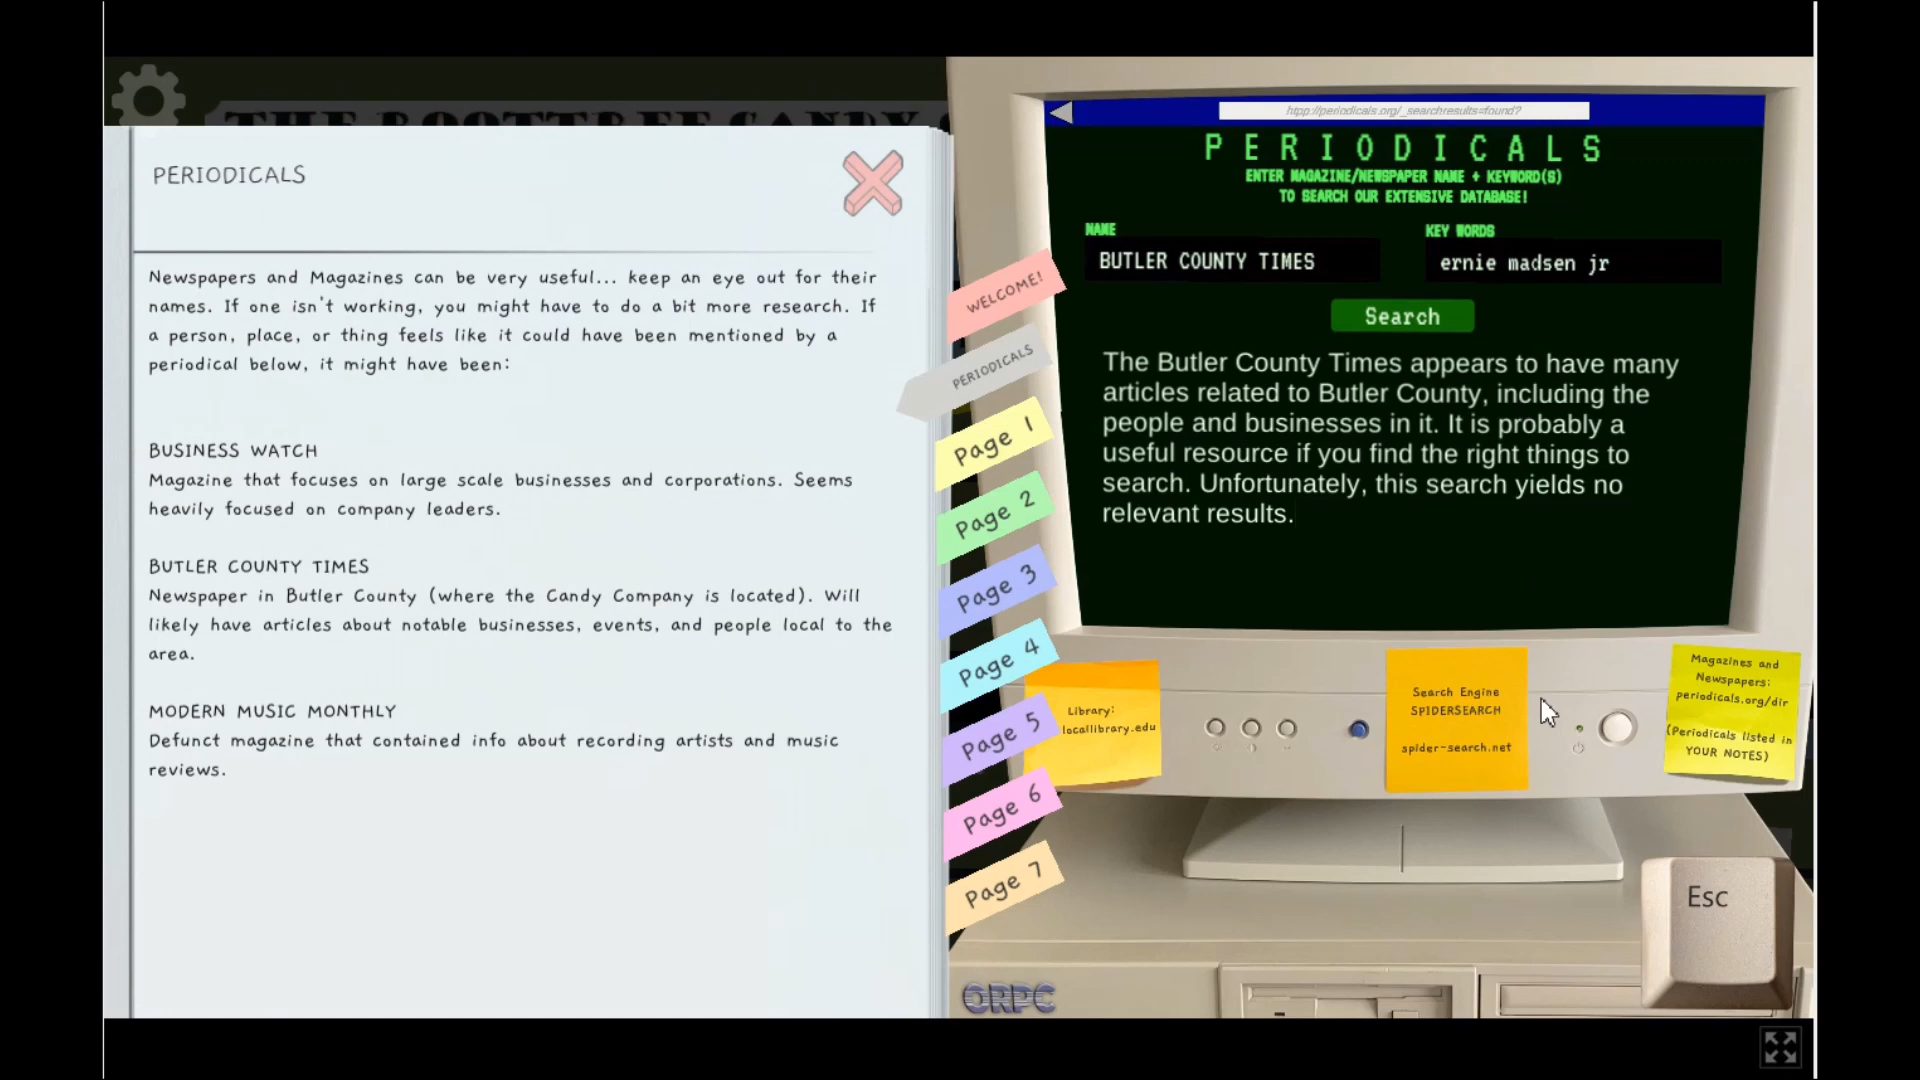 THE ROOTTREE CANDY
PERIODICALS
Newspapers and Magazines can be very useful... keep an eye out for their
names. If one isn't working, you might have to do a bit more research. If
a person, place, or thing feels like it could have been mentioned by a
periodical below, it might have been:
BUSINESS WATCH
Magazine that focuses on large scale businesses and corporations. Seems
heavily focused on company leaders.
BUTLER COUNTY TIMES
Newspaper in Butler County (where the Candy Company is located). Will
likely have articles about notable businesses, events, and people local to the
area.
MODERN MUSIC MONTHLY
Defunct magazine that contained info about recording artists and music
reviews.
WELCOME!
PERIODICALS
Page 1
Page 2
Page 3
Page 4
Page 5
Page 6
Page 7
htpp://periodicals.org/_searchresults=found?
PERIODICALS
ENTER MAGAZINE/NEWSPAPER NAME + KEYWORD(S)
TO SEARCH OUR EXTENSIVE DATABASE!
NAME
KEY WORDS
BUTLER COUNTY TIMES
ernie madsen jr
Search
The Butler County Times appears to have many
articles related to Butler County, including the
people and businesses in it. It is probably a
useful resource if you find the right things to
search. Unfortunately, this search yields no
relevant results.
Library:
locallibrary.edu
Search Engine
SPIDERSEARCH
spider-search.net
Magazines and
Newspapers:
periodicals.org/dir
(Periodicals listed in
YOUR NOTES)
Esc
ORPC